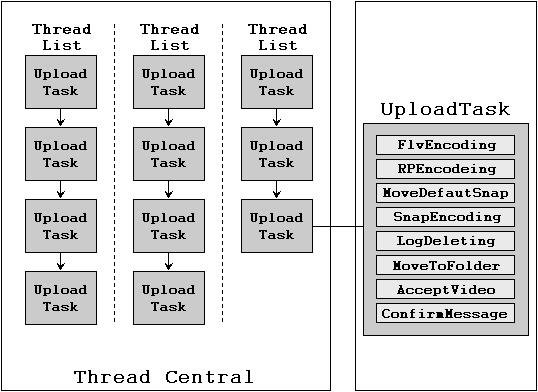 Thread List
Thread List
Thread List
Upload Task
Upload Task
Upload Task
Upload Task
Upload Task
Upload Task
Upload Task
Upload Task
Upload Task
Upload Task
Upload Task
Thread Central
UploadTask
FlvEncoding
RPEncodeing
MoveDefautSnap
SnapEncoding
LogDeleting
MoveToFolder
AcceptVideo
ConfirmMessage